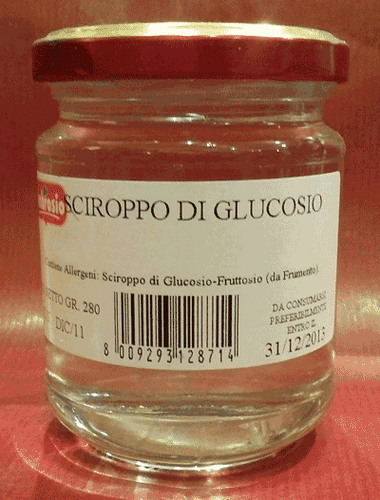 SCIROPPO DI GLUCOSIO
Contiene Allergeni: Sciroppo di Glucosio-Fruttosio (da Frumento).
GR. 280
DIC/11
DA CONSUMARSI
PREFERIBILMENTE
ENTRO IL
31/12/2013
8 009293 128714